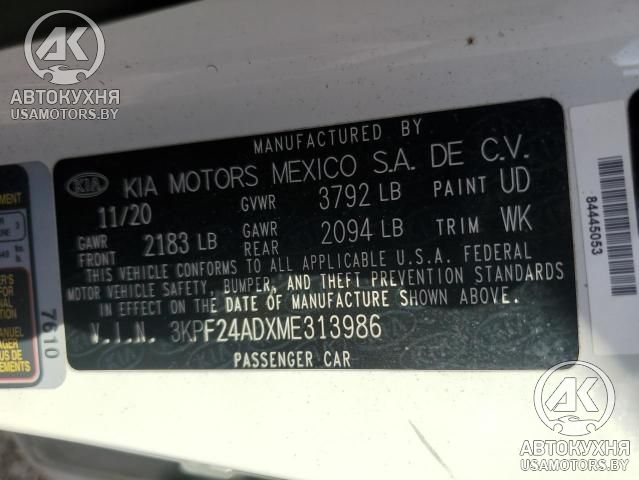 АВТОКУХНЯ
USAMOTORS.BY
MANUFACTURED BY
KIA KIA MOTORS MEXICO S.A. DE C.V.
11/20 GVWR 3792 LB PAINT UD
GAWR FRONT 2183 LB GAWR REAR 2094 LB TRIM WK
THIS VEHICLE CONFORMS TO ALL APPLICABLE U.S.A. FEDERAL
MOTOR VEHICLE SAFETY, BUMPER, AND THEFT PREVENTION STANDARDS
IN EFFECT ON THE DATE OF MANUFACTURE SHOWN ABOVE.
V.I.N. 3KPF24ADXME313986
PASSENGER CAR
7610
84445053
АВТОКУХНЯ
USAMOTORS.BY